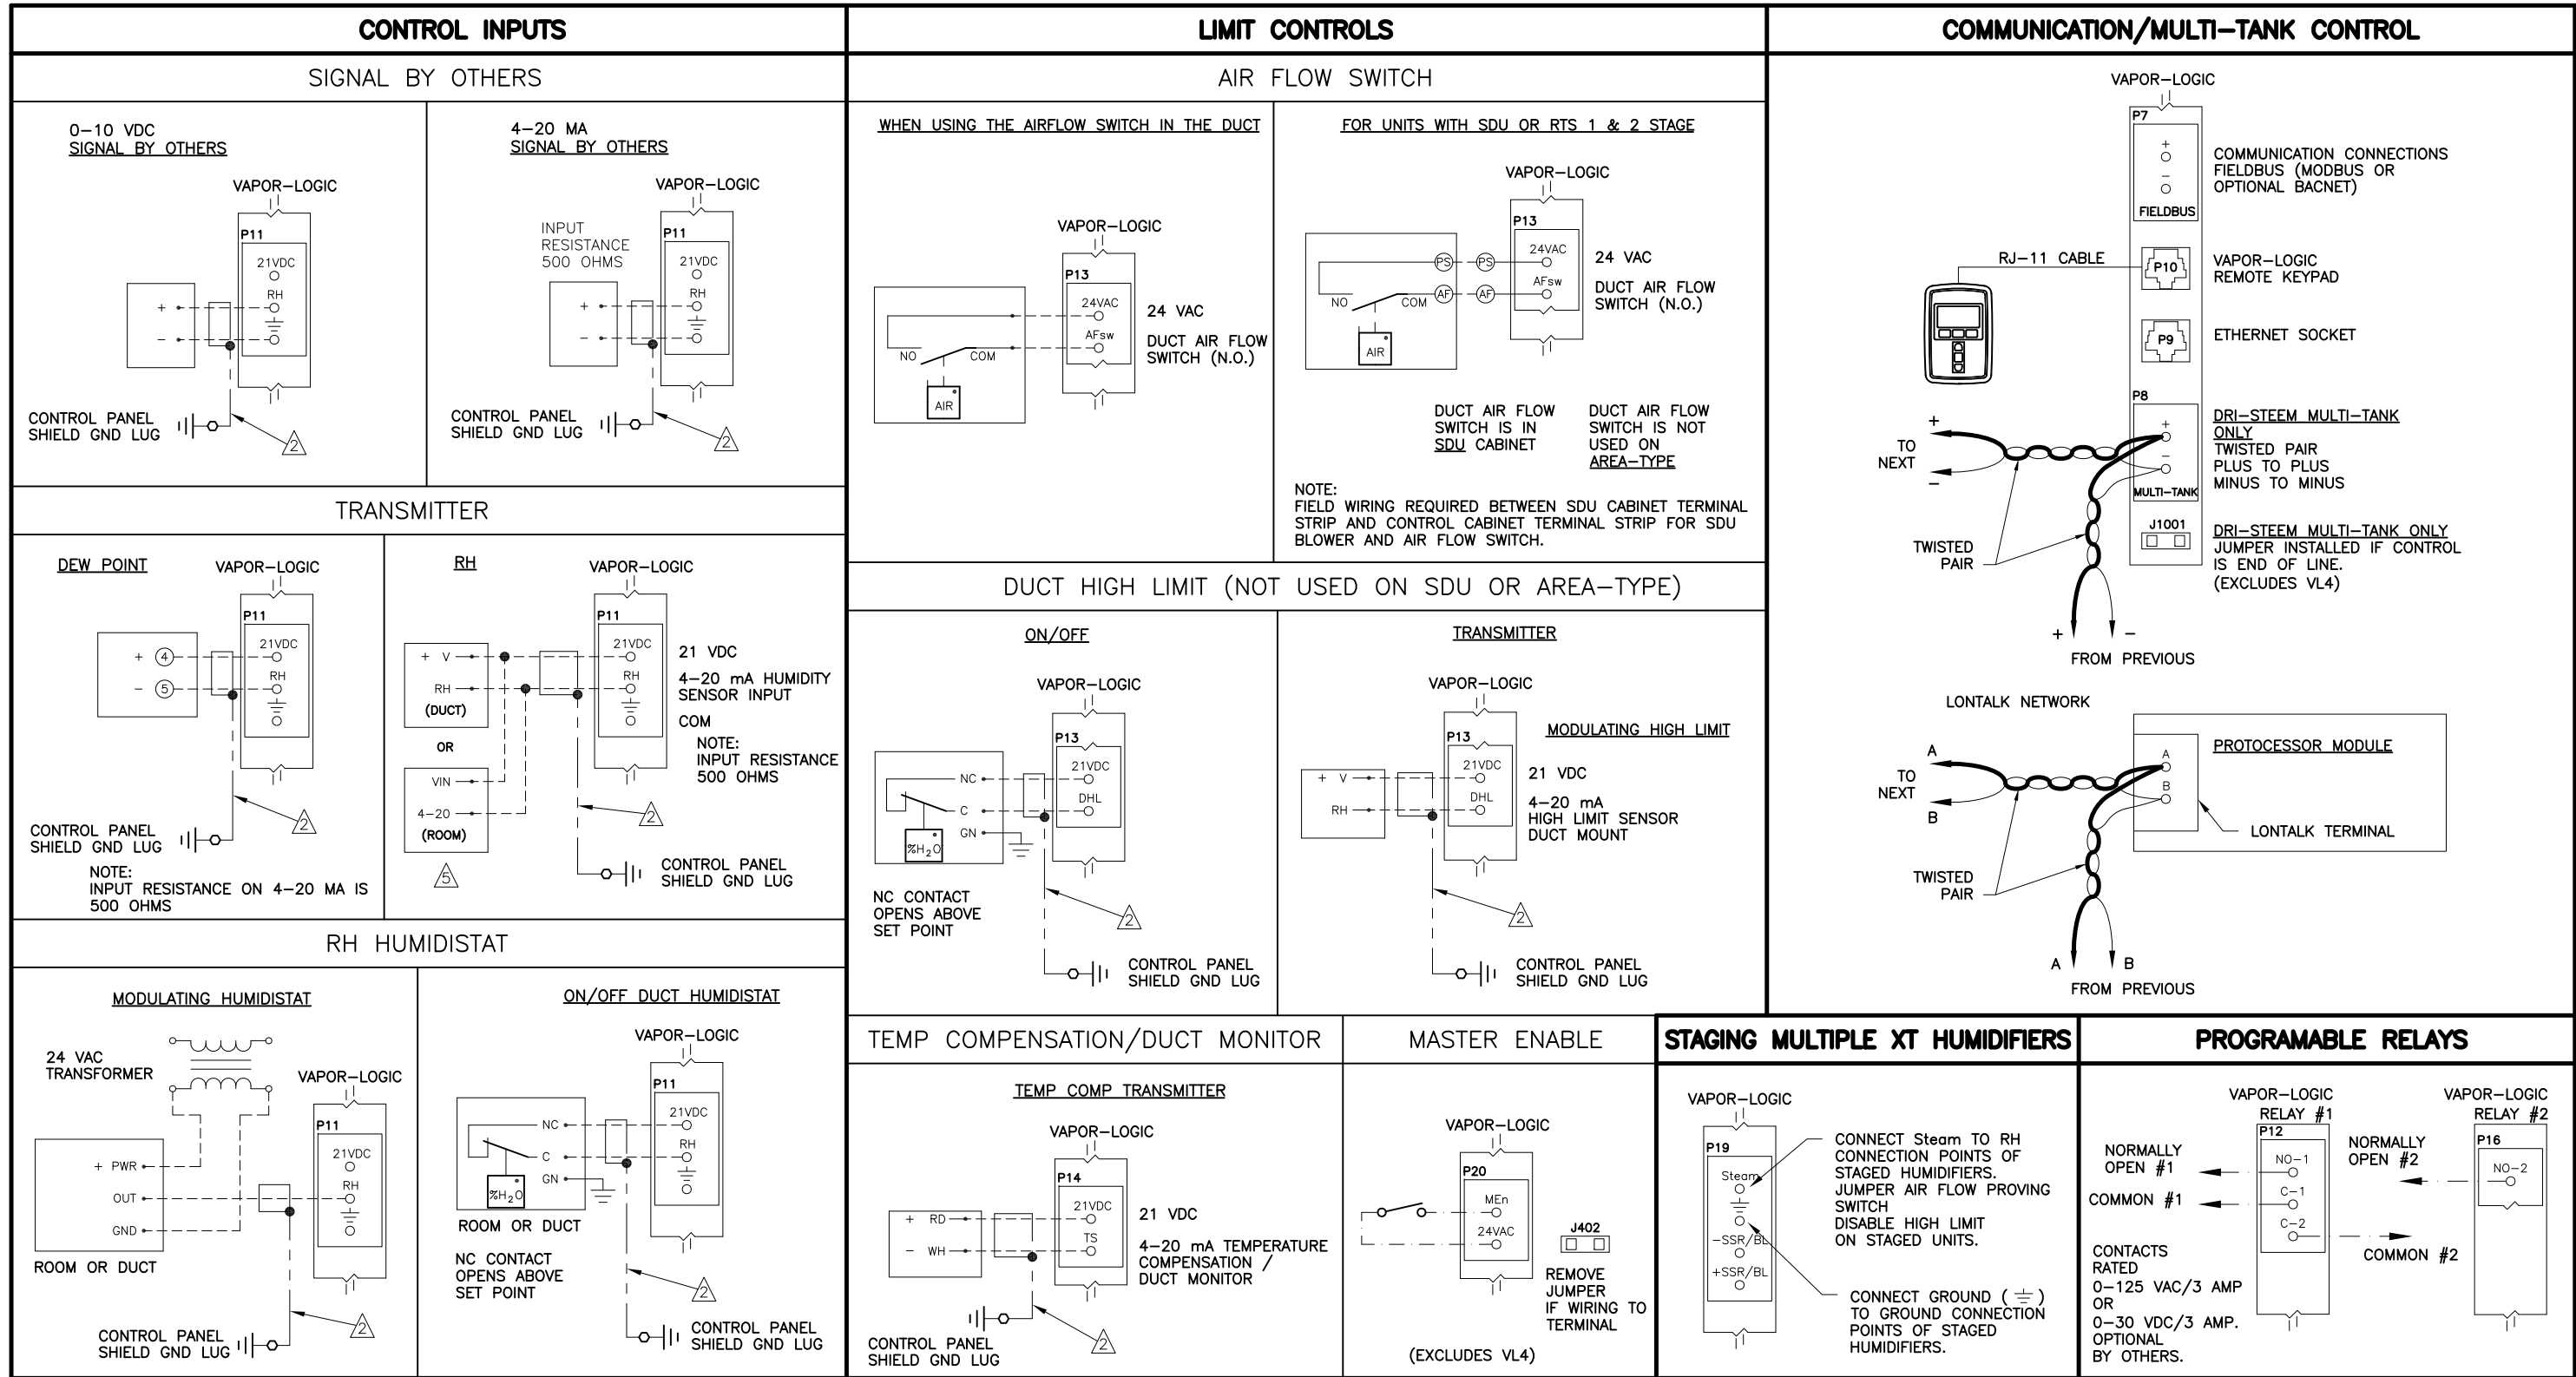 CONTROL INPUTS
SIGNAL BY OTHERS
0-10 VDC
SIGNAL BY OTHERS
VAPOR-LOGIC
P11
21VDC
RH
+
-
CONTROL PANEL
SHIELD GND LUG
2
4-20 MA
SIGNAL BY OTHERS
VAPOR-LOGIC
INPUT
RESISTANCE
500 OHMS
P11
21VDC
RH
+
-
CONTROL PANEL
SHIELD GND LUG
2
TRANSMITTER
DEW POINT
VAPOR-LOGIC
P11
21VDC
RH
+ 4
- 5
CONTROL PANEL
SHIELD GND LUG
2
NOTE:
INPUT RESISTANCE ON 4-20 MA IS
500 OHMS
RH
VAPOR-LOGIC
P11
21VDC
RH
+ V
RH
(DUCT)
OR
VIN
4-20
(ROOM)
5
21 VDC
4-20 mA HUMIDITY
SENSOR INPUT
COM
NOTE:
INPUT RESISTANCE
500 OHMS
2
CONTROL PANEL
SHIELD GND LUG
RH HUMIDISTAT
MODULATING HUMIDISTAT
24 VAC
TRANSFORMER
VAPOR-LOGIC
P11
21VDC
RH
+ PWR
OUT
GND
ROOM OR DUCT
CONTROL PANEL
SHIELD GND LUG
2
ON/OFF DUCT HUMIDISTAT
VAPOR-LOGIC
P11
21VDC
RH
NC
C
GN
%H2O
ROOM OR DUCT
NC CONTACT
OPENS ABOVE
SET POINT
2
CONTROL PANEL
SHIELD GND LUG
LIMIT CONTROLS
AIR FLOW SWITCH
WHEN USING THE AIRFLOW SWITCH IN THE DUCT
VAPOR-LOGIC
P13
24VAC
AFsw
NO
COM
AIR
24 VAC
DUCT AIR FLOW
SWITCH (N.O.)
FOR UNITS WITH SDU OR RTS 1 & 2 STAGE
VAPOR-LOGIC
P13
24VAC
AFsw
PS PS
AF AF
NO
COM
AIR
24 VAC
DUCT AIR FLOW
SWITCH (N.O.)
DUCT AIR FLOW
SWITCH IS IN
SDU CABINET
DUCT AIR FLOW
SWITCH IS NOT
USED ON
AREA-TYPE
NOTE:
FIELD WIRING REQUIRED BETWEEN SDU CABINET TERMINAL
STRIP AND CONTROL CABINET TERMINAL STRIP FOR SDU
BLOWER AND AIR FLOW SWITCH.
DUCT HIGH LIMIT (NOT USED ON SDU OR AREA-TYPE)
ON/OFF
VAPOR-LOGIC
P13
21VDC
DHL
NC
C
GN
%H2O
NC CONTACT
OPENS ABOVE
SET POINT
2
CONTROL PANEL
SHIELD GND LUG
TRANSMITTER
VAPOR-LOGIC
MODULATING HIGH LIMIT
P13
21VDC
DHL
+ V
RH
21 VDC
4-20 mA
HIGH LIMIT SENSOR
DUCT MOUNT
2
CONTROL PANEL
SHIELD GND LUG
TEMP COMPENSATION/DUCT MONITOR
TEMP COMP TRANSMITTER
VAPOR-LOGIC
P14
21VDC
TS
+ RD
- WH
21 VDC
4-20 mA TEMPERATURE
COMPENSATION /
DUCT MONITOR
CONTROL PANEL
SHIELD GND LUG
2
MASTER ENABLE
VAPOR-LOGIC
P20
MEn
24VAC
J402
REMOVE
JUMPER
IF WIRING TO
TERMINAL
(EXCLUDES VL4)
COMMUNICATION/MULTI-TANK CONTROL
VAPOR-LOGIC
P7
+
-
FIELDBUS
COMMUNICATION CONNECTIONS
FIELDBUS (MODBUS OR
OPTIONAL BACNET)
RJ-11 CABLE
P10
VAPOR-LOGIC
REMOTE KEYPAD
P9
ETHERNET SOCKET
P8
+
-
MULTI-TANK
DRI-STEEM MULTI-TANK
ONLY
TWISTED PAIR
PLUS TO PLUS
MINUS TO MINUS
+
TO
NEXT
-
J1001
DRI-STEEM MULTI-TANK ONLY
JUMPER INSTALLED IF CONTROL
IS END OF LINE.
(EXCLUDES VL4)
TWISTED
PAIR
+ -
FROM PREVIOUS
LONTALK NETWORK
PROTOCESSOR MODULE
A
B
LONTALK TERMINAL
A
TO
NEXT
B
TWISTED
PAIR
A B
FROM PREVIOUS
STAGING MULTIPLE XT HUMIDIFIERS
VAPOR-LOGIC
P19
Steam
-SSR/BL
+SSR/BL
CONNECT Steam TO RH
CONNECTION POINTS OF
STAGED HUMIDIFIERS.
JUMPER AIR FLOW PROVING
SWITCH
DISABLE HIGH LIMIT
ON STAGED UNITS.
CONNECT GROUND ( )
TO GROUND CONNECTION
POINTS OF STAGED
HUMIDIFIERS.
PROGRAMABLE RELAYS
VAPOR-LOGIC
RELAY #1
P12
NO-1
C-1
C-2
NORMALLY
OPEN #1
COMMON #1
VAPOR-LOGIC
RELAY #2
P16
NO-2
NORMALLY
OPEN #2
COMMON #2
CONTACTS
RATED
0-125 VAC/3 AMP
OR
0-30 VDC/3 AMP.
OPTIONAL
BY OTHERS.